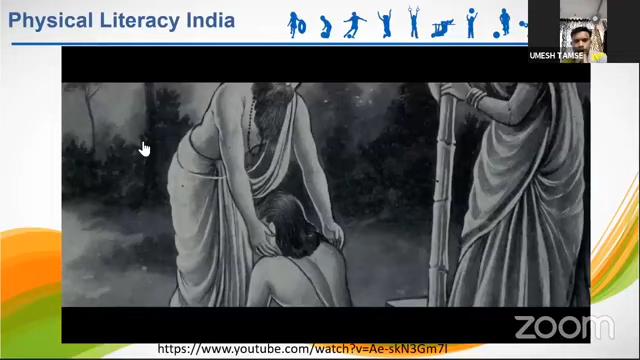 Physical Literacy India
UMESH TAMSE
zoom
https://www.youtube.com/watch?v=Ae-skN3Gm7I